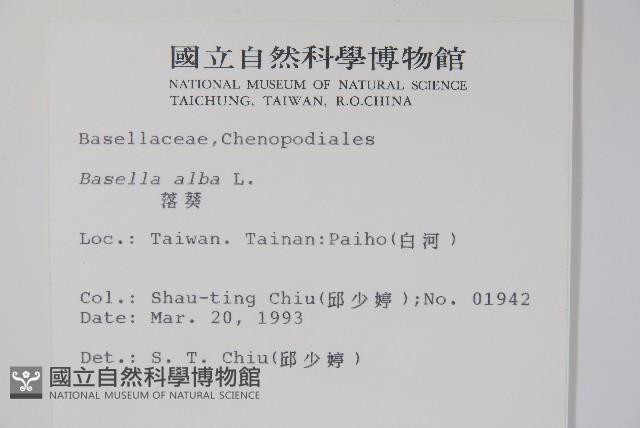 國立自然科學博物館
NATIONAL MUSEUM OF NATURAL SCIENCE
TAICHUNG, TAIWAN, R.O.CHINA
Basellaceae,Chenopodiales
Basella alba L.
落葵
Loc.: Taiwan. Tainan:Paiho(白河)
Col.: Shau-ting Chiu(邱少婷);No. 01942
Date: Mar. 20, 1993
Det.: S. T. Chiu(邱少婷)
國立自然科學博物館
NATIONAL MUSEUM OF NATURAL SCIENCE